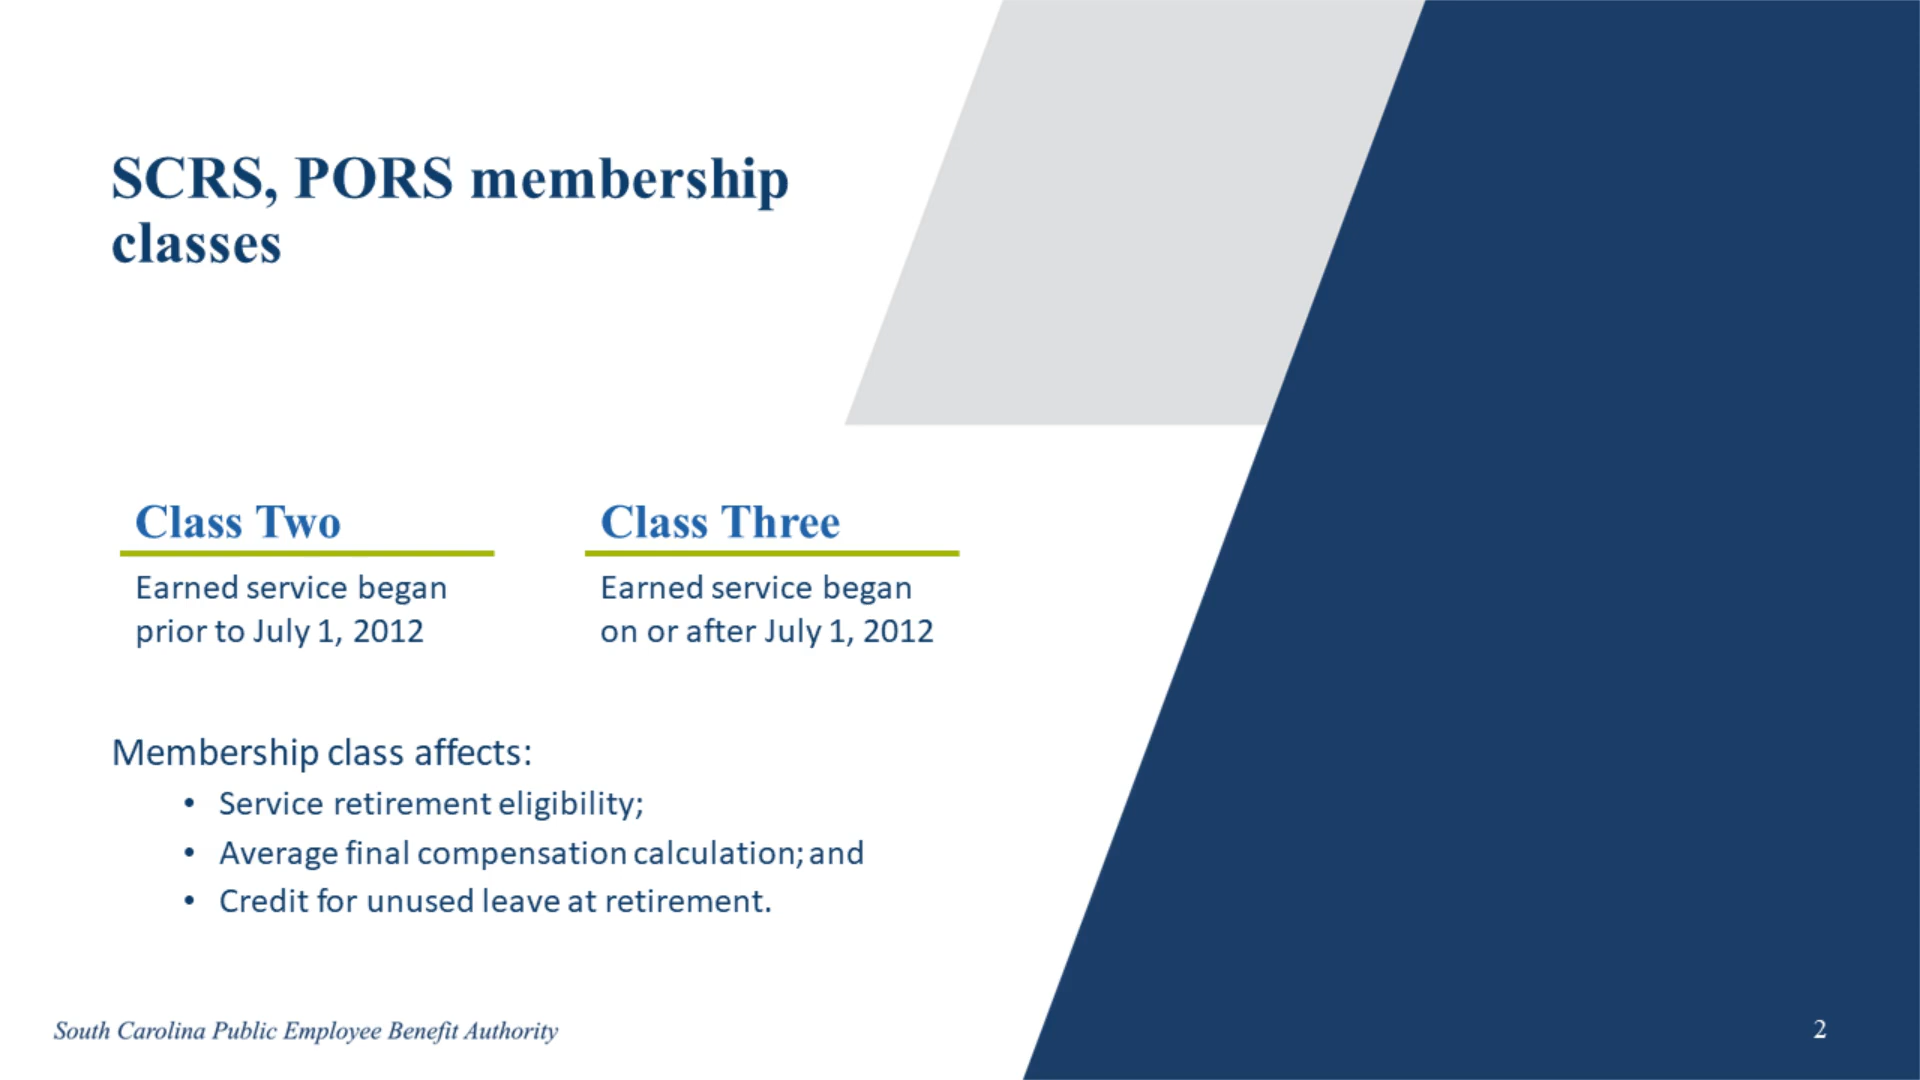 SCRS, PORS membership
classes
Class Two
Earned service began
prior to July 1, 2012
Class Three
Earned service began
on or after July 1, 2012
Membership class affects:
• Service retirement eligibility;
• Average final compensation calculation; and
• Credit for unused leave at retirement.
South Carolina Public Employee Benefit Authority
2